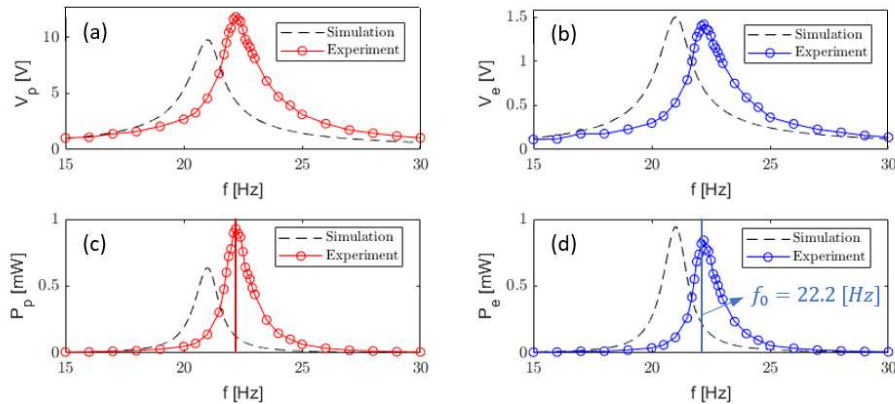 (a)
Simulation
Experiment
V_p [V]
10
5
0
15 20 25 30
f [Hz]
(b)
Simulation
Experiment
V_e [V]
1.5
1
0.5
0
15 20 25 30
f [Hz]
(c)
Simulation
Experiment
P_p [mW]
1
0.5
0
15 20 25 30
f [Hz]
(d)
Simulation
Experiment
P_e [mW]
1
0.5
0
f_0 = 22.2 [Hz]
15 20 25 30
f [Hz]